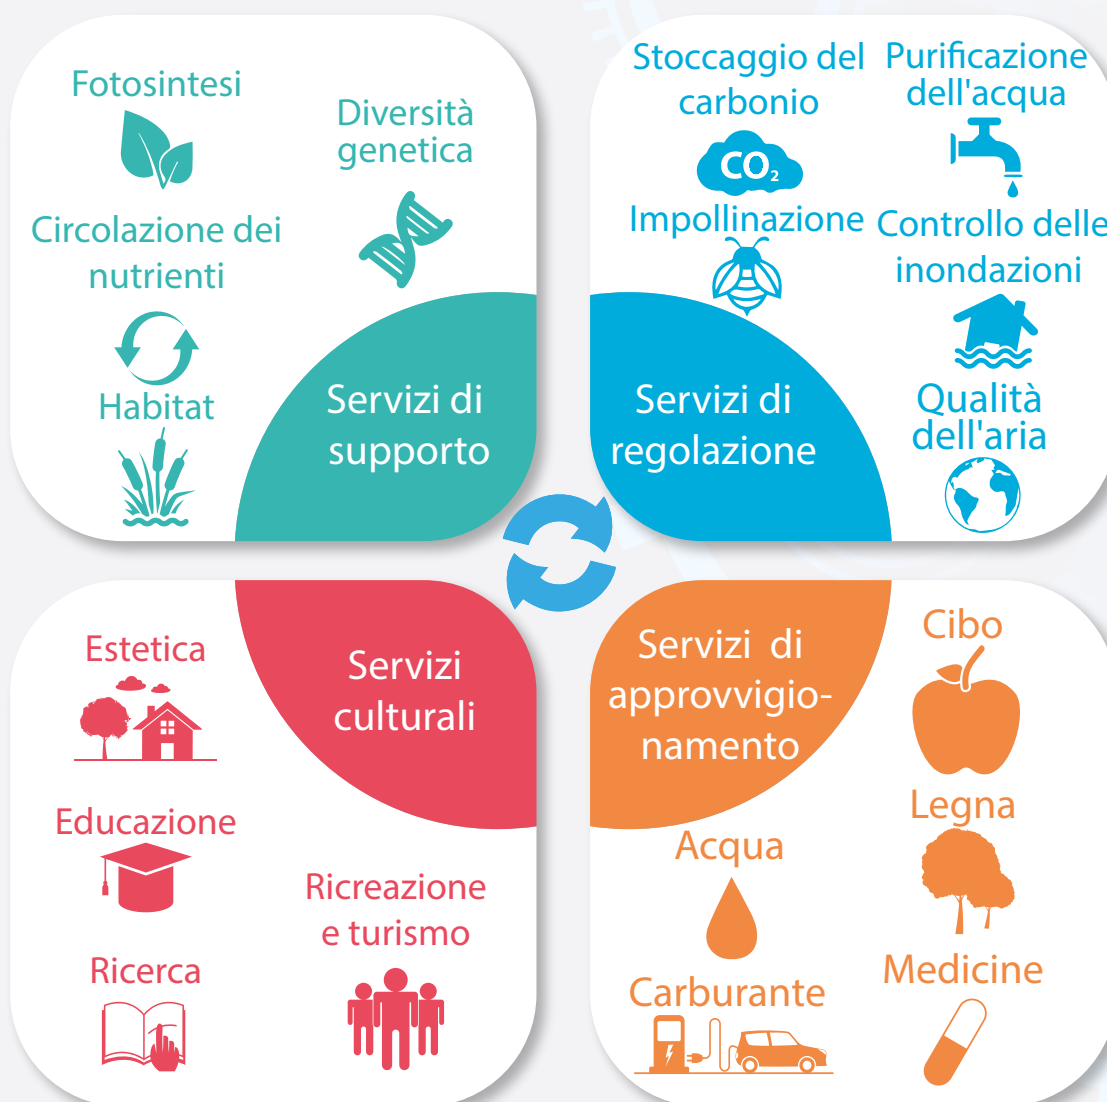 Fotosintesi
Diversità
genetica
Circolazione dei
nutrienti
Habitat
Servizi di
supporto
Stoccaggio del
carbonio
CO₂
Purificazione
dell'acqua
Impollinazione
Controllo delle
inondazioni
Qualità
dell'aria
Servizi di
regolazione
Servizi
culturali
Estetica
Educazione
Ricerca
Ricreazione
e turismo
Servizi di
approvvigio-
namento
Cibo
Legna
Acqua
Medicine
Carburante